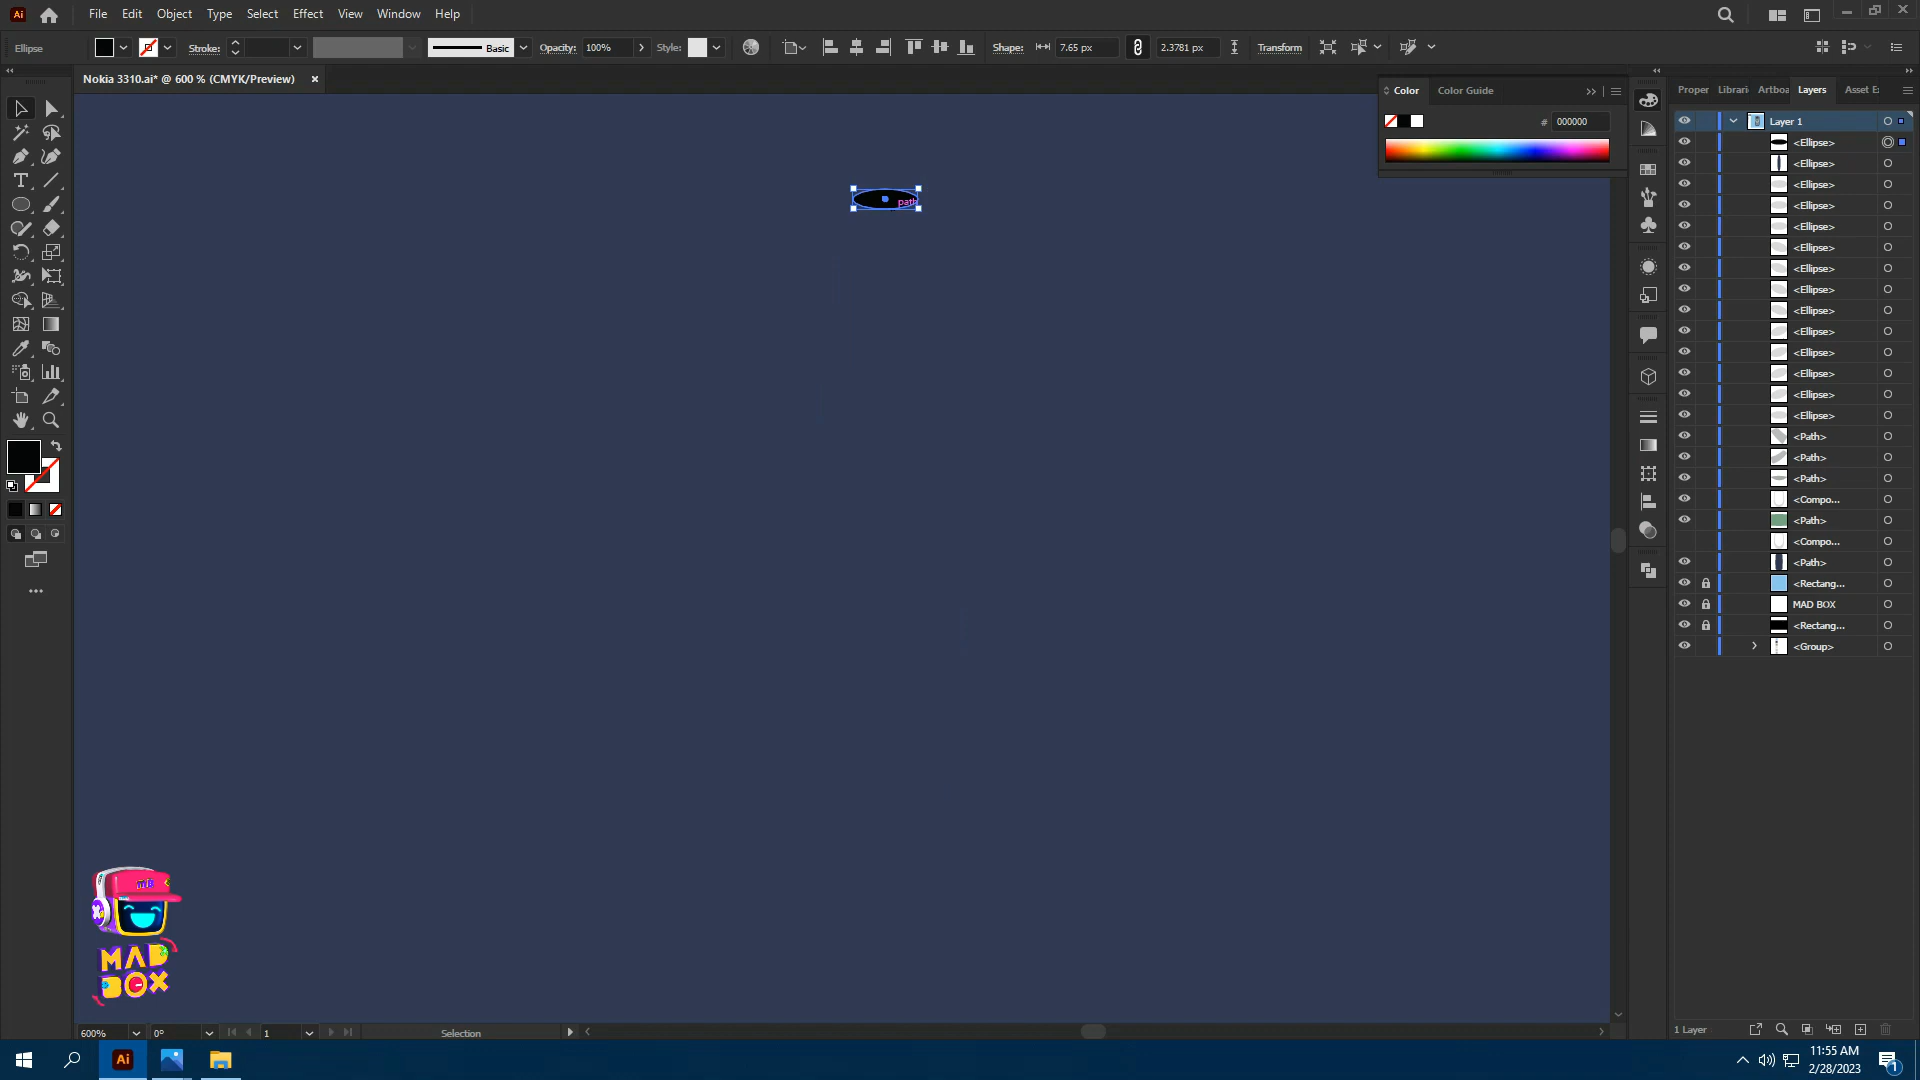 Ai
File Edit Object Type Select Effect View Window Help
Ellipse
Stroke:
Basic
Opacity: 100%
Style:
Shape: 7.65 px 2.3781 px
Transform
Nokia 3310.ai* @ 600 % (CMYK/Preview)
Color Color Guide
# 000000
Proper Librari Artboa Layers Asset E
Layer 1
<Ellipse>
<Ellipse>
<Ellipse>
<Ellipse>
<Ellipse>
<Ellipse>
<Ellipse>
<Ellipse>
<Ellipse>
<Ellipse>
<Ellipse>
<Ellipse>
<Ellipse>
<Ellipse>
<Path>
<Path>
<Path>
<Compo...
<Path>
<Compo...
<Path>
<Rectang...
MAD BOX
<Rectang...
<Group>
path
mb
MAD
BOX
600% 0° 1 Selection
1 Layer
Ai
11:55 AM
2/28/2023
1